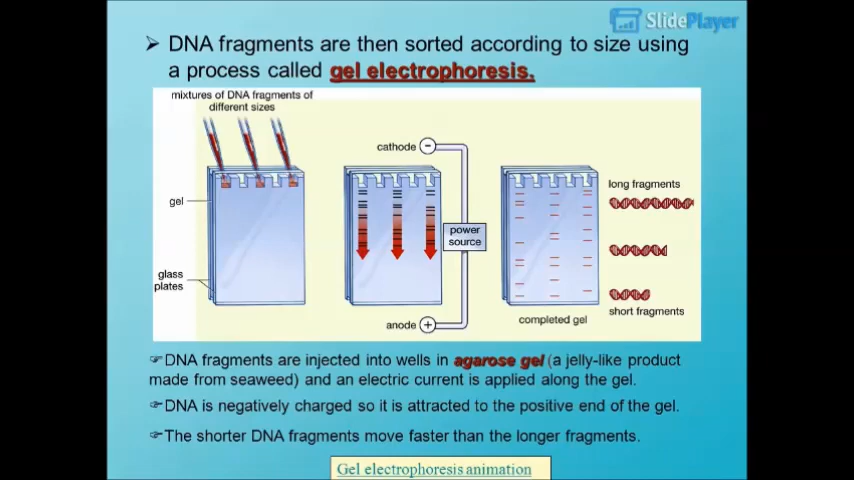 SlidePlayer
➢ DNA fragments are then sorted according to size using
a process called gel electrophoresis.
mixtures of DNA fragments of
different sizes
gel
glass
plates
cathode
−
power
source
anode
+
long fragments
short fragments
completed gel
☞DNA fragments are injected into wells in agarose gel (a jelly-like product
made from seaweed) and an electric current is applied along the gel.
☞DNA is negatively charged so it is attracted to the positive end of the gel.
☞The shorter DNA fragments move faster than the longer fragments.
Gel electrophoresis animation